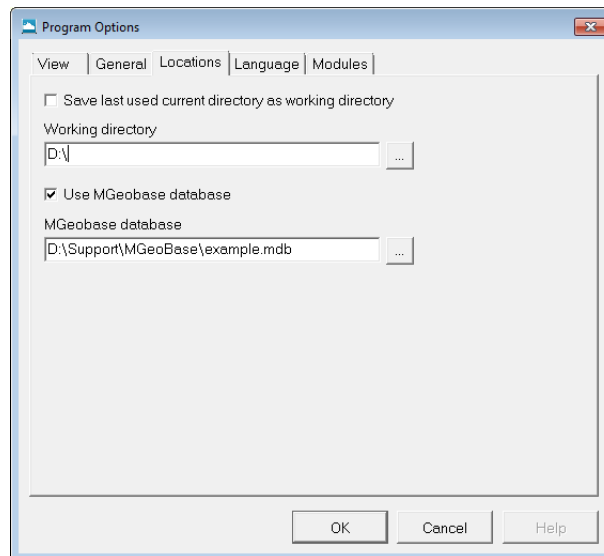 Program Options
View General Locations Language Modules
Save last used current directory as working directory
Working directory
D:\
...
Use MGeobase database
MGeobase database
D:\Support\MGeoBase\example.mdb
...
OK Cancel Help